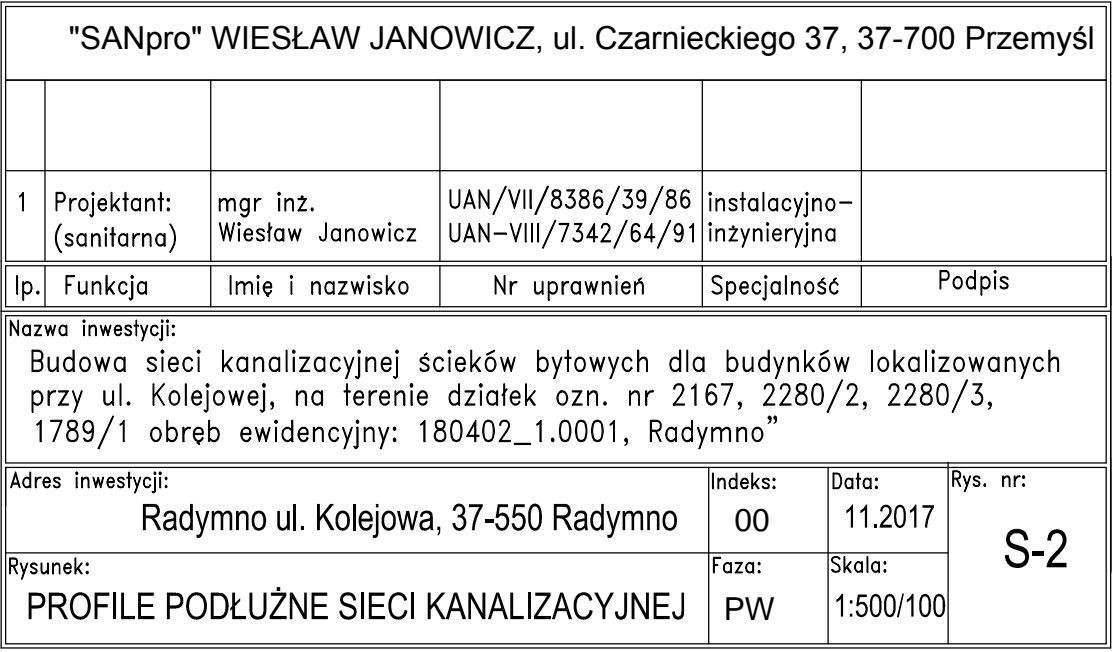 "SANpro" WIESŁAW JANOWICZ, ul. Czarnieckiego 37, 37-700 Przemyśl
1 Projektant: mgr inż. UAN/VII/8386/39/86 instalacyjno-
(sanitarna) Wiesław Janowicz UAN-VIII/7342/64/91 inżynieryjna
lp. Funkcja Imię i nazwisko Nr uprawnień Specjalność Podpis
Nazwa inwestycji:
Budowa sieci kanalizacyjnej ścieków bytowych dla budynków lokalizowanych
przy ul. Kolejowej, na terenie działek ozn. nr 2167, 2280/2, 2280/3,
1789/1 obręb ewidencyjny: 180402_1.0001, Radymno”
Adres inwestycji: Indeks: Data: Rys. nr:
Radymno ul. Kolejowa, 37-550 Radymno 00 11.2017
S-2
Rysunek: Faza: Skala:
PROFILE PODŁUŻNE SIECI KANALIZACYJNEJ PW 1:500/100